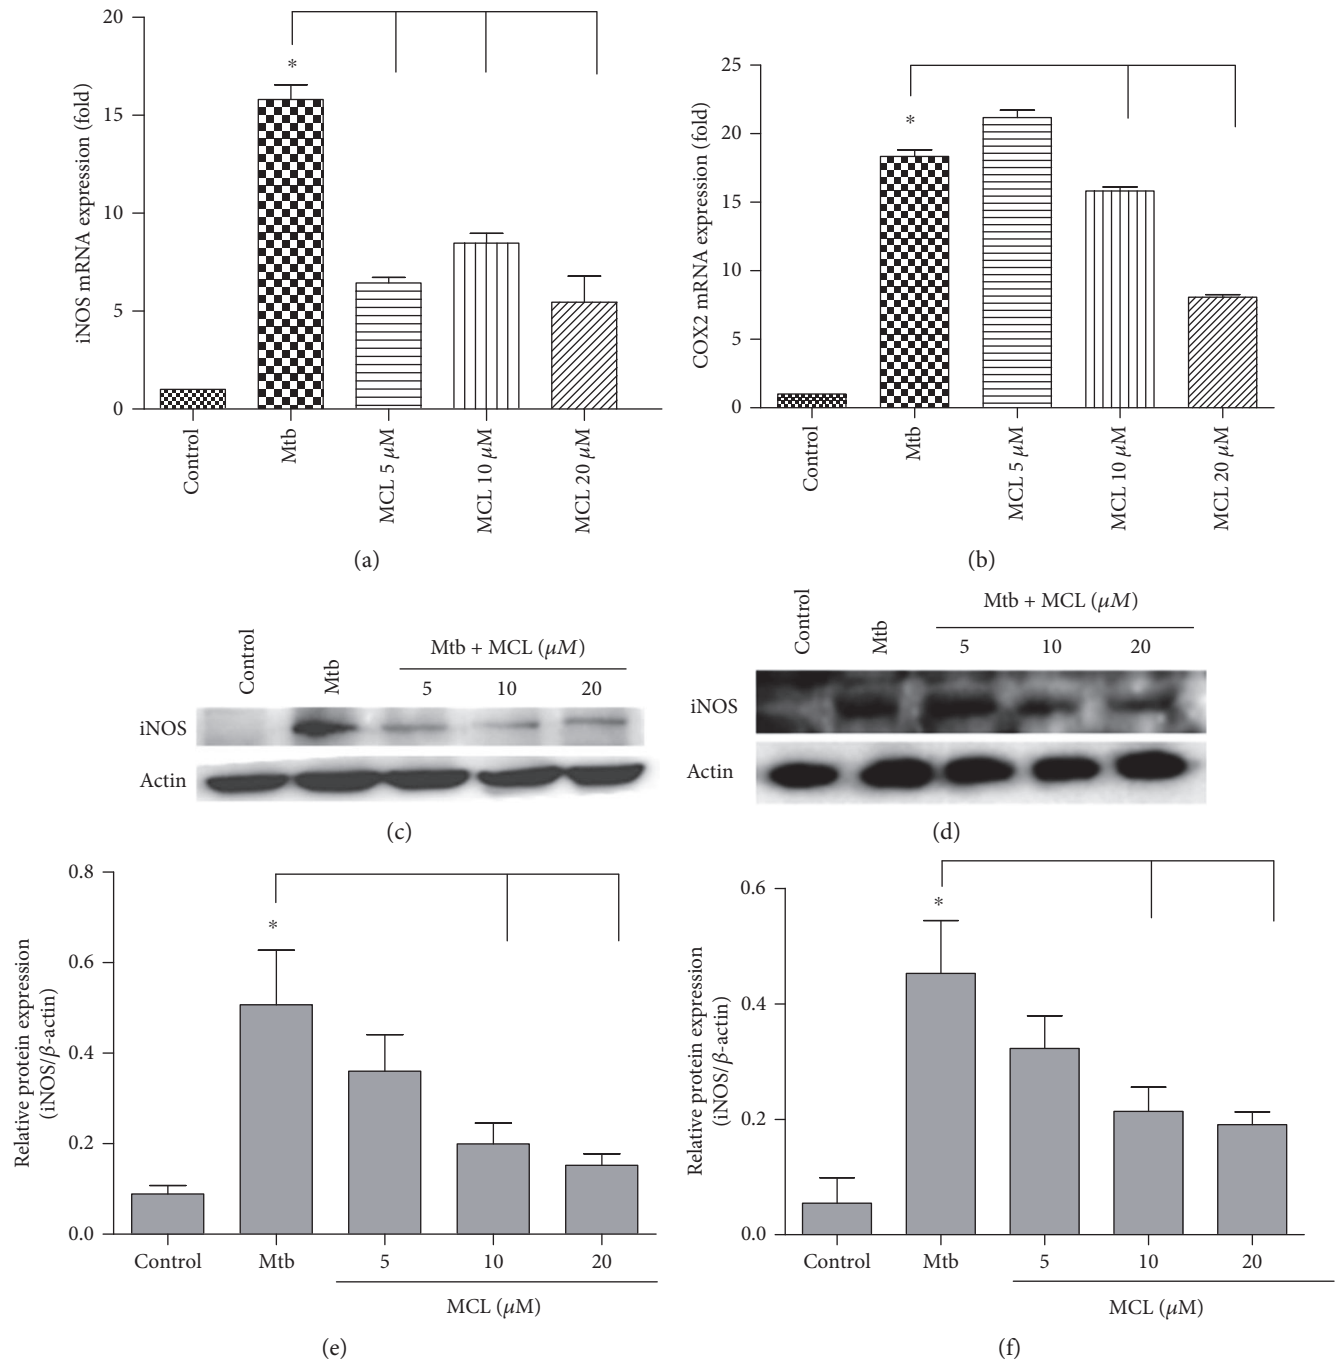 20
15
10
5
0
iNOS mRNA expression (fold)
*
Control
Mtb
MCL 5 μM
MCL 10 μM
MCL 20 μM
(a)
25
20
15
10
5
0
COX2 mRNA expression (fold)
*
Control
Mtb
MCL 5 μM
MCL 10 μM
MCL 20 μM
(b)
Control
Mtb
Mtb + MCL (μM)
5 10 20
iNOS
Actin
(c)
Control
Mtb
Mtb + MCL (μM)
5 10 20
iNOS
Actin
(d)
0.8
0.6
0.4
0.2
0.0
Relative protein expression
(iNOS/β-actin)
*
Control Mtb 5 10 20
MCL (μM)
(e)
0.6
0.4
0.2
0.0
Relative protein expression
(iNOS/β-actin)
*
Control Mtb 5 10 20
MCL (μM)
(f)